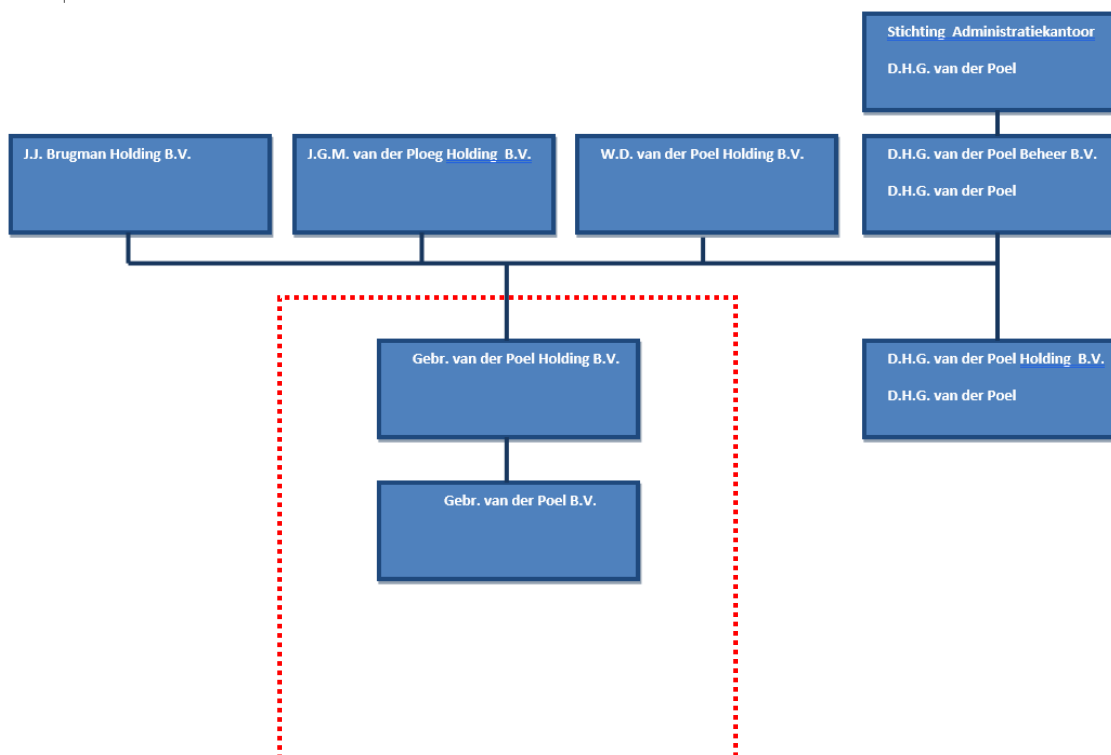 Stichting Administratiekantoor
D.H.G. van der Poel
J.J. Brugman Holding B.V.
J.G.M. van der Ploeg Holding B.V.
W.D. van der Poel Holding B.V.
D.H.G. van der Poel Beheer B.V.
D.H.G. van der Poel
Gebr. van der Poel Holding B.V.
D.H.G. van der Poel Holding B.V.
D.H.G. van der Poel
Gebr. van der Poel B.V.